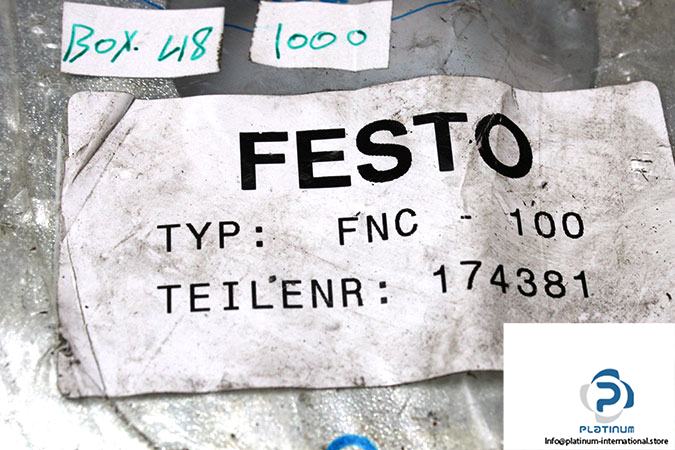 BOX. 48
1000
FESTO
TYP: FNC - 100
TEILENR: 174381
PLATINUM
Info@platinum-international.store